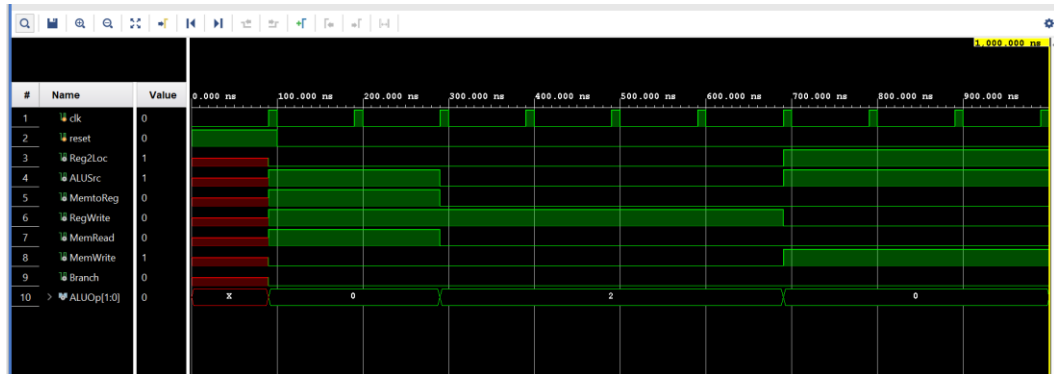 1,000.000 ns
# Name Value 0.000 ns 100.000 ns 200.000 ns 300.000 ns 400.000 ns 500.000 ns 600.000 ns 700.000 ns 800.000 ns 900.000 ns
1 clk 0
2 reset 0
3 Reg2Loc 1
4 ALUSrc 1
5 MemtoReg 0
6 RegWrite 0
7 MemRead 0
8 MemWrite 1
9 Branch 0
10 > ALUOp[1:0] 0 X 0 2 0